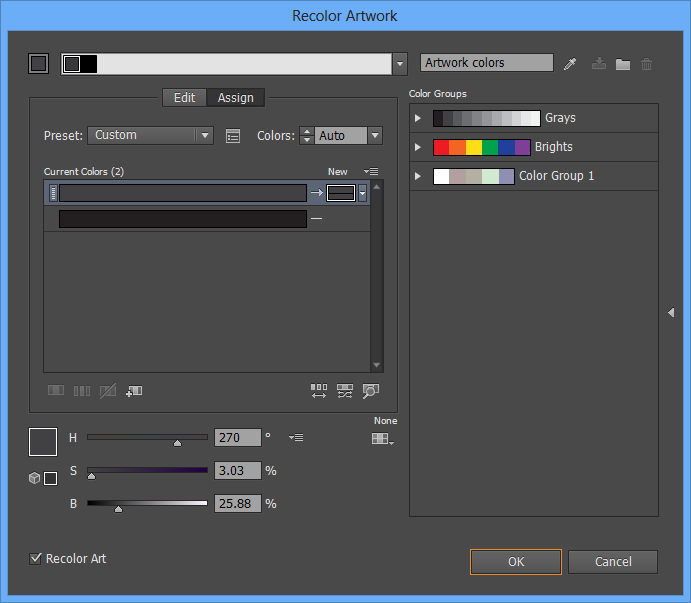 Recolor Artwork
Artwork colors
Edit Assign
Color Groups
Preset: Custom Colors: Auto
Grays
Brights
Current Colors (2) New
Color Group 1
None
H 270 °
S 3.03 %
B 25.88 %
Recolor Art
OK Cancel